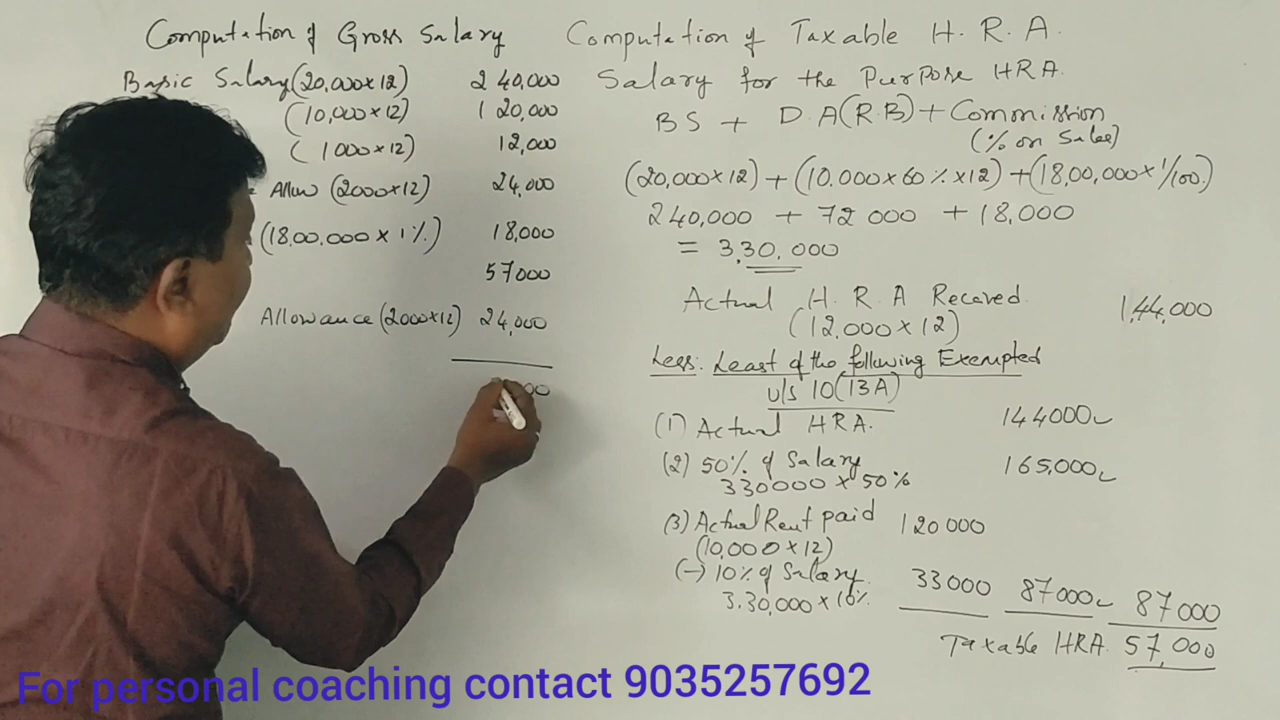 Computation of Gross Salary
Basic Salary (20,000×12) 240,000
(10,000×12) 120,000
(1000×12) 12,000
Allow (2000×12) 24,000
(18,00,000 × 1%) 18,000
57000
Allowance (2000×12) 24,000
Computation of Taxable H. R. A.
Salary for the Purpose HRA.
BS + D.A(R.B) + Commission
(% on Sales)
(20,000×12) + (10.000×60%×12) + (18,00,000×1/100.)
240,000 + 72 000 + 18,000
= 3,30,000
Actual H. R. A Received. 1,44,000
(12,000×12)
Less: Least of the following Exempted
u/s 10(13A)
(1) Actual HRA. 144000
(2) 50% of Salary 165,000
330000 × 50%
(3) Actual Rent paid 120 000
(10,000×12)
(-) 10% of Salary. 33000 87000 87000
3.30,000×10%.
Taxable HRA. 57,000
For personal coaching contact 9035257692